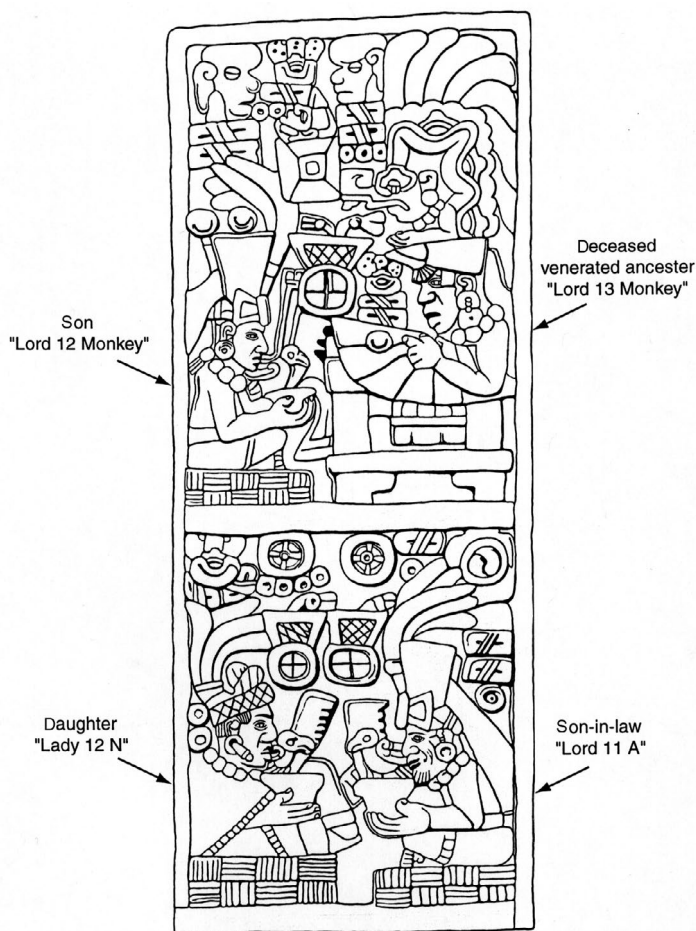 Deceased
venerated ancester
"Lord 13 Monkey"
Son
"Lord 12 Monkey"
Daughter
"Lady 12 N"
Son-in-law
"Lord 11 A"